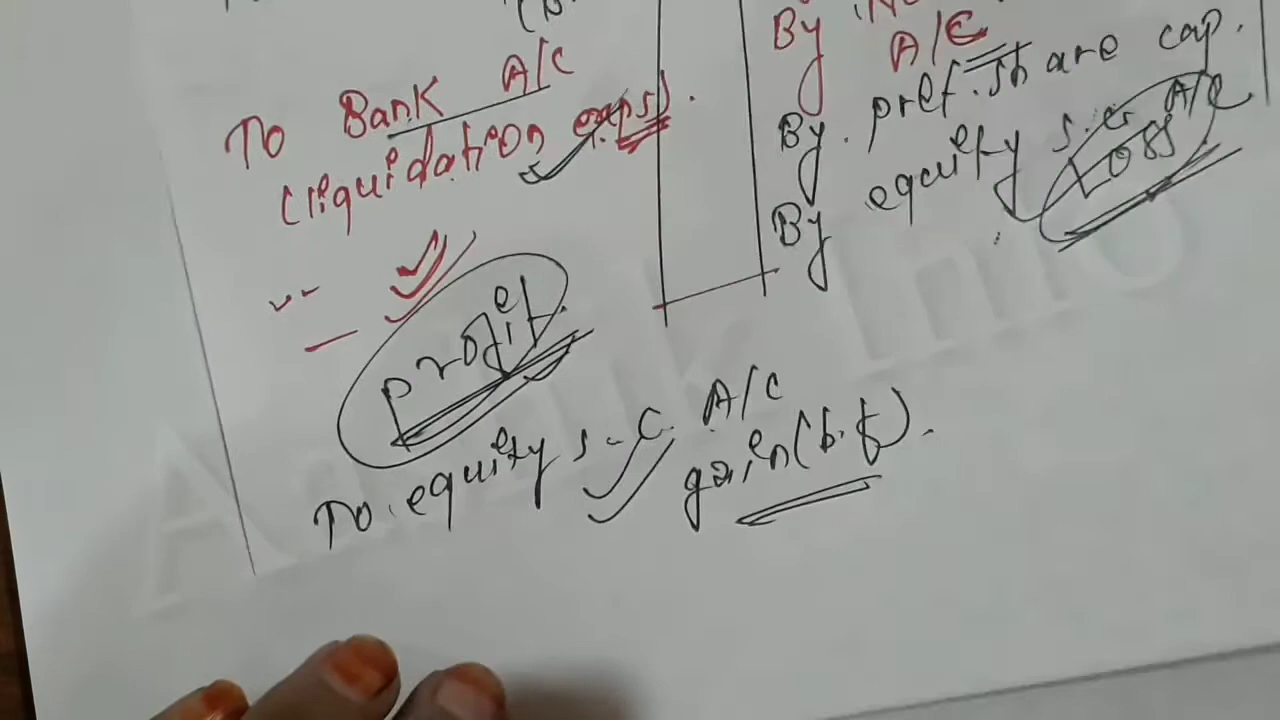 To Bank A/C
(liquidation exps).
profit.
To equity s.c. A/C
gain(b.f).
By
A/C
By pref. share cap.
By equity s.c A/C
Loss